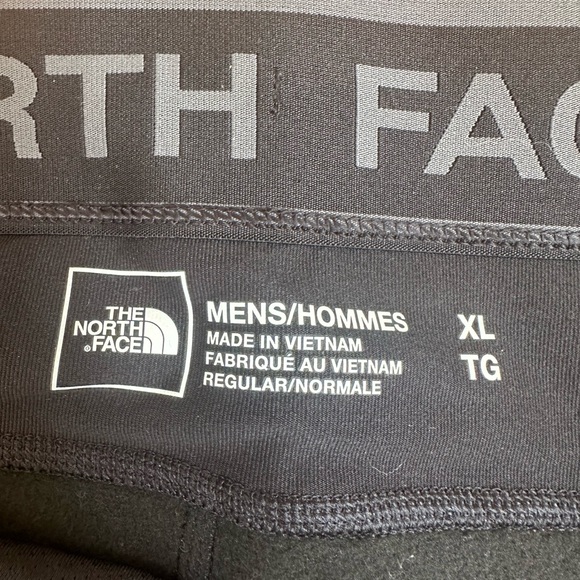 RTH FAC
THE
NORTH
FACE
MENS/HOMMES
MADE IN VIETNAM
FABRIQUÉ AU VIETNAM
REGULAR/NORMALE
XL
TG